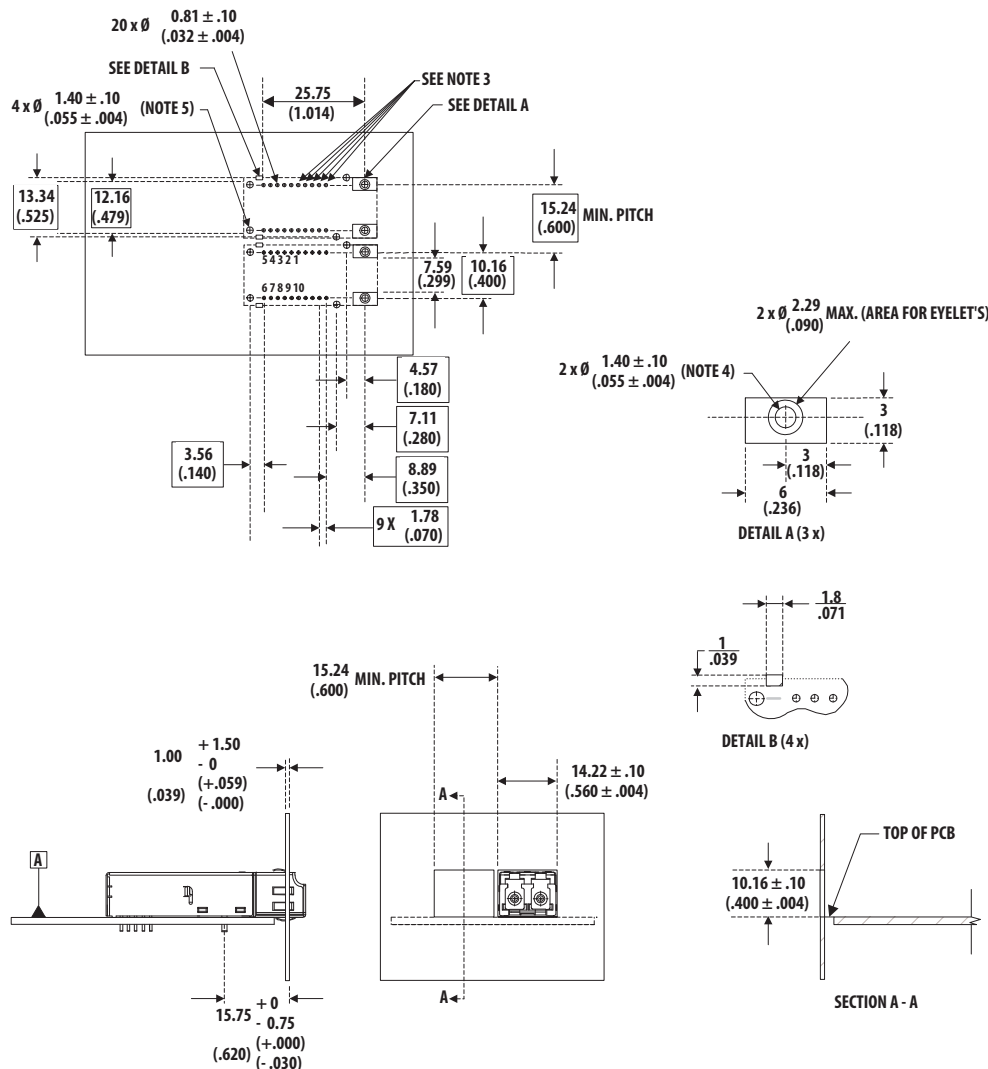 20 x Ø 0.81 ± .10
(.032 ± .004)
SEE DETAIL B
4 x Ø 1.40 ± .10 (NOTE 5)
(.055 ± .004)
25.75
(1.014)
SEE NOTE 3
SEE DETAIL A
13.34
(.525)
12.16
(.479)
15.24
(.600)
MIN. PITCH
5 4 3 2 1
7.59
(.299)
10.16
(.400)
6 7 8 9 10
4.57
(.180)
7.11
(.280)
3.56
(.140)
8.89
(.350)
9 X 1.78
(.070)
2 x Ø 2.29 MAX. (AREA FOR EYELET'S)
(.090)
2 x Ø 1.40 ± .10 (NOTE 4)
(.055 ± .004)
3
(.118)
3
(.118)
6
(.236)
DETAIL A (3 x)
1.8
.071
1
.039
DETAIL B (4 x)
15.24
(.600)
MIN. PITCH
1.00 + 1.50
- 0
(.039) (+.059)
(- .000)
14.22 ± .10
(.560 ± .004)
A
A
TOP OF PCB
10.16 ± .10
(.400 ± .004)
A
SECTION A - A
15.75 + 0
- 0.75
(.620) (+.000)
(- .030)